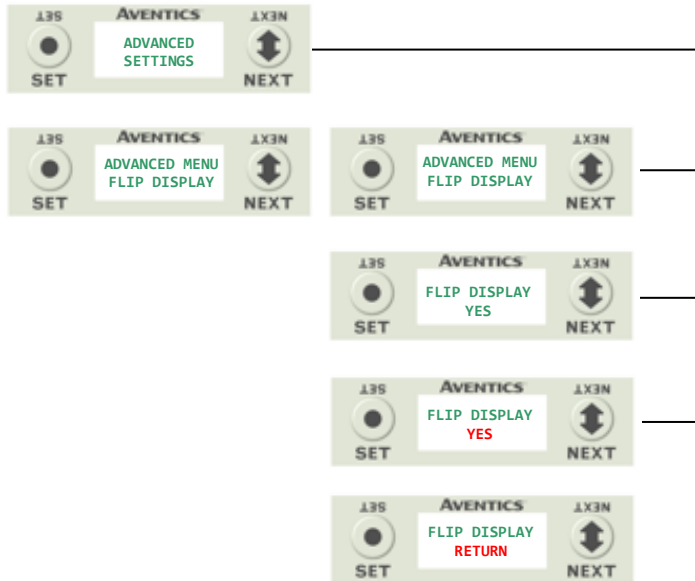 SET AVENTICS NEXT
ADVANCED
SETTINGS
SET NEXT
SET AVENTICS NEXT SET AVENTICS NEXT
ADVANCED MENU ADVANCED MENU
FLIP DISPLAY FLIP DISPLAY
SET NEXT SET NEXT
SET AVENTICS NEXT
FLIP DISPLAY
YES
SET NEXT
SET AVENTICS NEXT
FLIP DISPLAY
YES
SET NEXT
SET AVENTICS NEXT
FLIP DISPLAY
RETURN
SET NEXT